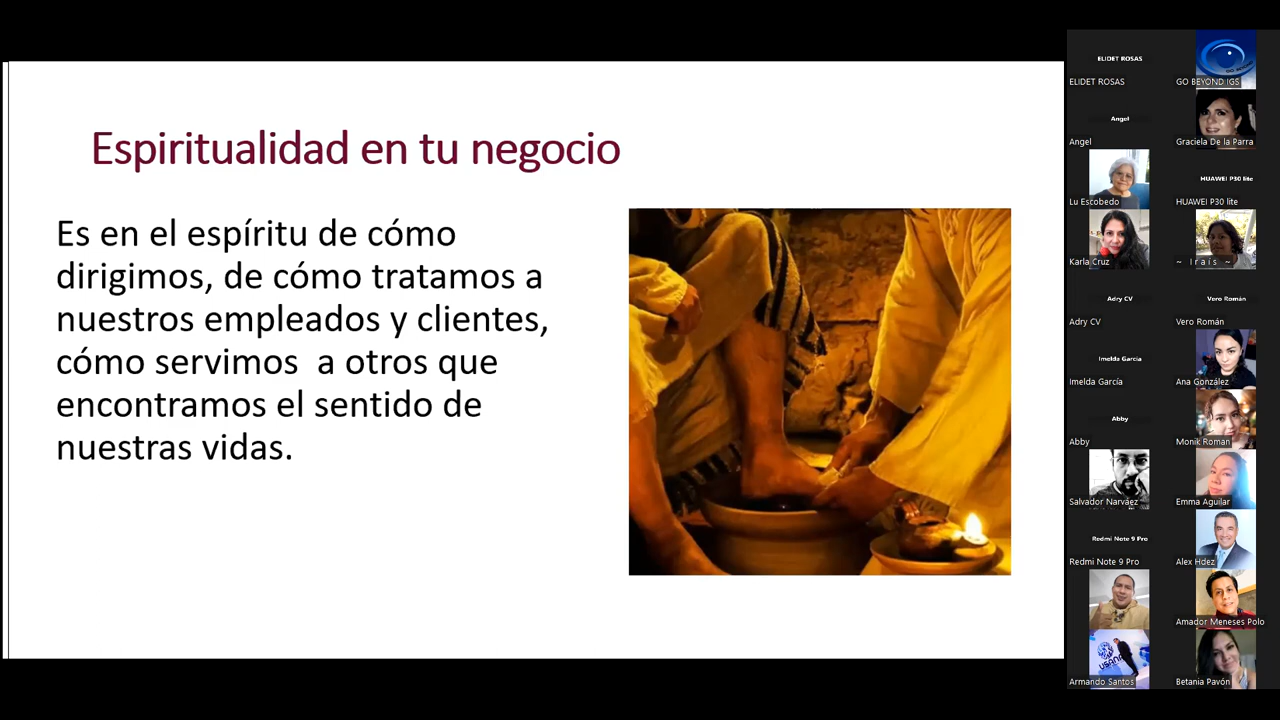 Espiritualidad en tu negocio
Es en el espíritu de cómo
dirigimos, de cómo tratamos a
nuestros empleados y clientes,
cómo servimos a otros que
encontramos el sentido de
nuestras vidas.
ELIDET ROSAS
ELIDET ROSAS
GO BEYOND IGS
Angel
Angel
Graciela De la Parra
Lu Escobedo
HUAWEI P30 lite
HUAWEI P30 lite
Karla Cruz
~ I r a í s ~
Adry CV
Adry CV
Vero Román
Vero Román
Imelda Garcia
Imelda García
Ana González
Abby
Abby
Monik Roman
Salvador Narváez
Emma Aguilar
Redmi Note 9 Pro
Redmi Note 9 Pro
Alex Hdez
Amador Meneses Polo
USANA
Armando Santos
Betania Pavón